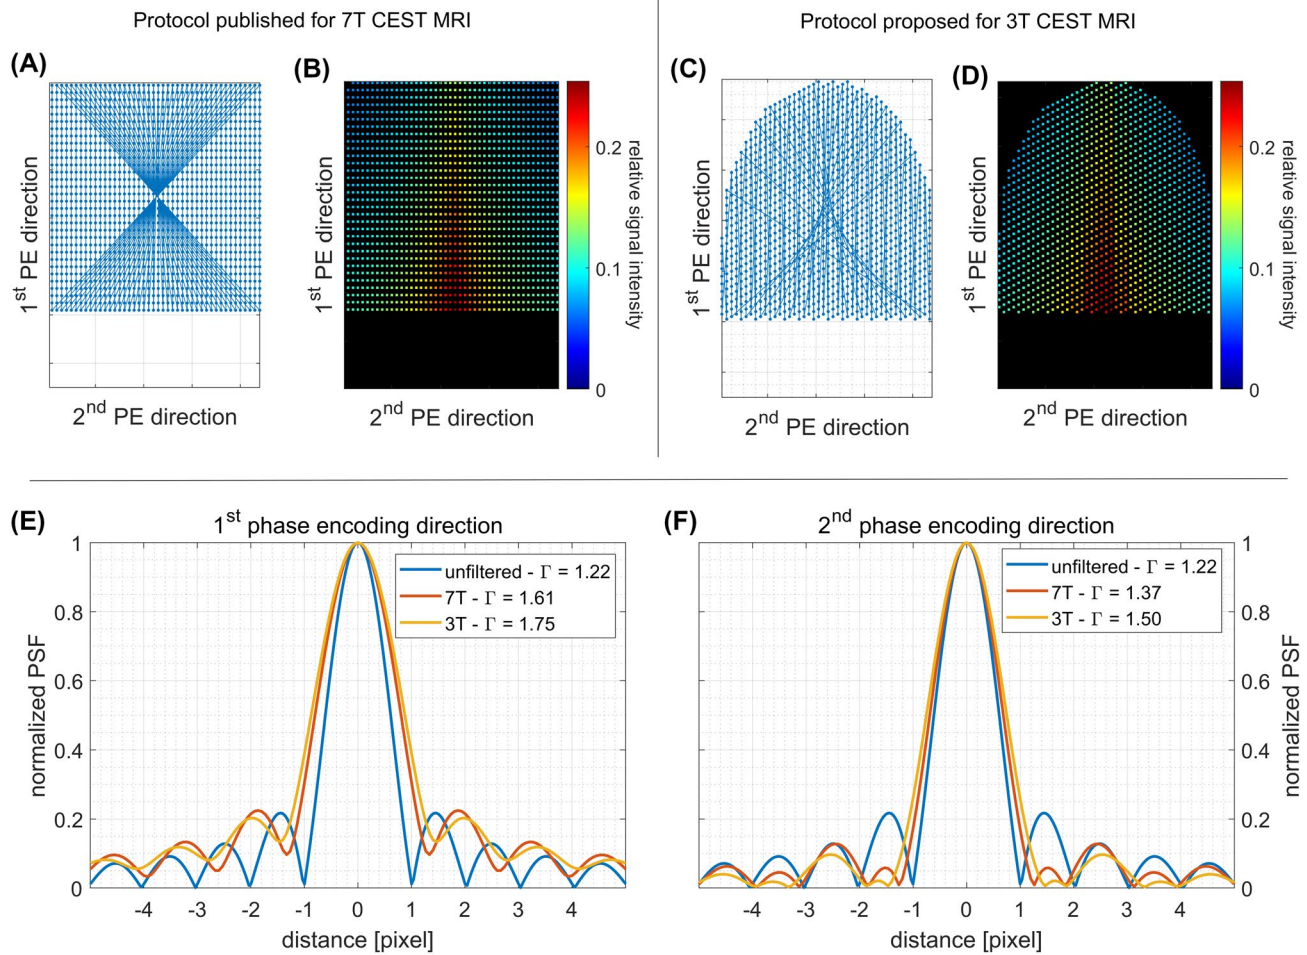 Protocol published for 7T CEST MRI
Protocol proposed for 3T CEST MRI
(A)
1st PE direction
2nd PE direction
(B)
1st PE direction
2nd PE direction
0.2
0.1
0
relative signal intensity
(C)
1st PE direction
2nd PE direction
(D)
1st PE direction
2nd PE direction
0.2
0.1
0
relative signal intensity
(E)
1st phase encoding direction
unfiltered - Γ = 1.22
7T - Γ = 1.61
3T - Γ = 1.75
normalized PSF
1
0.8
0.6
0.4
0.2
0
-4 -3 -2 -1 0 1 2 3 4
distance [pixel]
(F)
2nd phase encoding direction
unfiltered - Γ = 1.22
7T - Γ = 1.37
3T - Γ = 1.50
1
0.8
0.6
0.4
0.2
0
normalized PSF
-4 -3 -2 -1 0 1 2 3 4
distance [pixel]